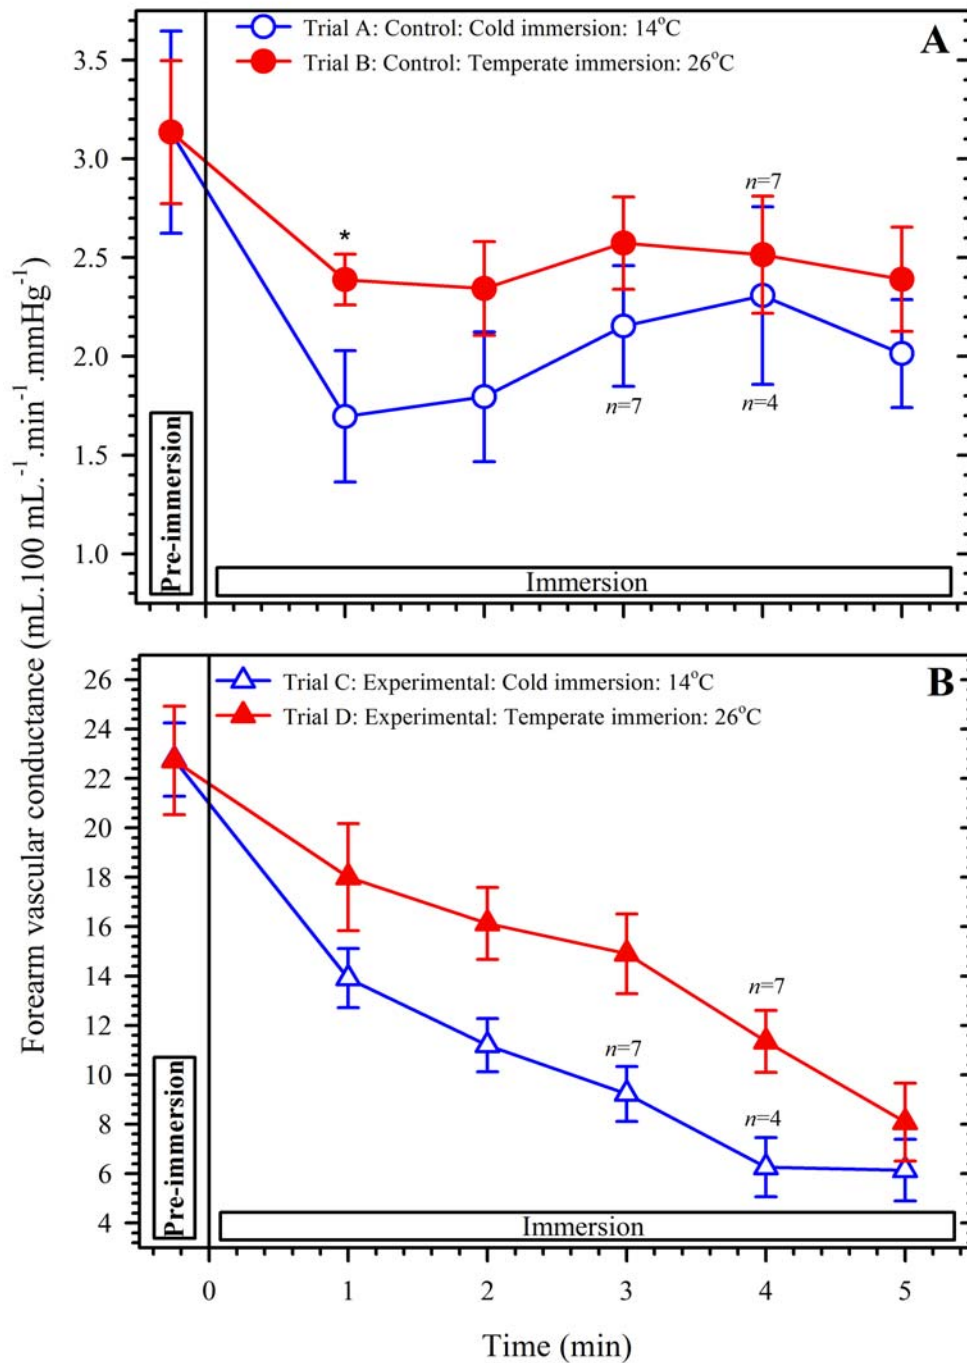 Trial A: Control: Cold immersion: 14°C
Trial B: Control: Temperate immersion: 26°C
A
3.5
3.0
2.5
2.0
1.5
1.0
*
n=7
n=7
n=4
Pre-immersion
Immersion
Forearm vascular conductance (mL.100 mL.⁻¹.min⁻¹.mmHg⁻¹)
Trial C: Experimental: Cold immersion: 14°C
Trial D: Experimental: Temperate immerion: 26°C
B
26
24
22
20
18
16
14
12
10
8
6
4
n=7
n=7
n=4
Pre-immersion
Immersion
0 1 2 3 4 5
Time (min)